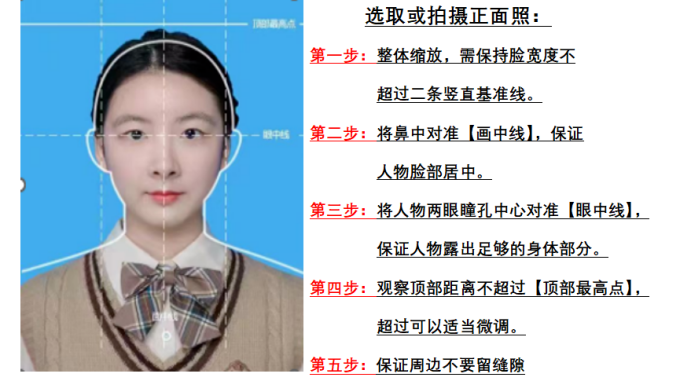 选取或拍摄正面照：
顶部最高点
第一步：整体缩放，需保持脸宽度不
超过二条竖直基准线。
眼中线
第二步：将鼻中对准【画中线】，保证
人物脸部居中。
第三步：将人物两眼瞳孔中心对准【眼中线】，
保证人物露出足够的身体部分。
第四步：观察顶部距离不超过【顶部最高点】，
超过可以适当微调。
第五步：保证周边不要留缝隙